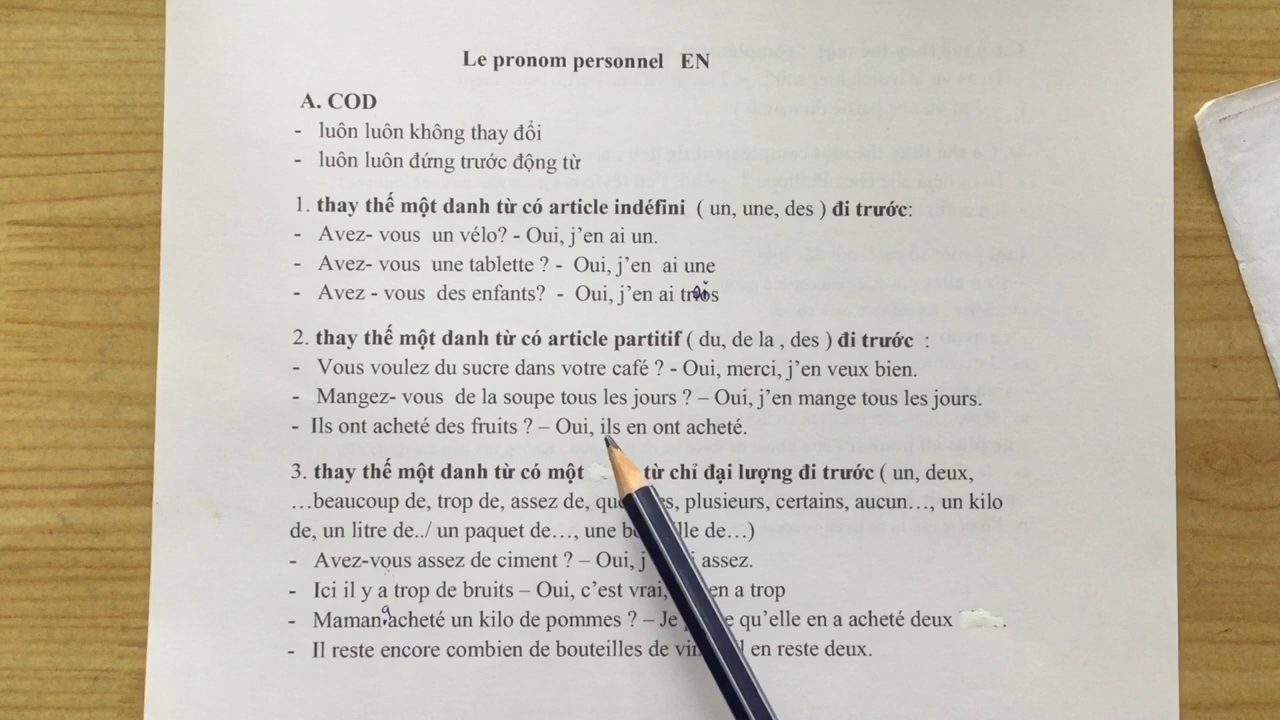 Le pronom personnel EN
A. COD
- luôn luôn không thay đổi
- luôn luôn đứng trước động từ
1. thay thế một danh từ có article indéfini ( un, une, des ) đi trước:
- Avez- vous un vélo? - Oui, j'en ai un.
- Avez- vous une tablette ? - Oui, j'en ai une
- Avez - vous des enfants? - Oui, j'en ai trois
2. thay thế một danh từ có article partitif ( du, de la , des ) đi trước :
- Vous voulez du sucre dans votre café ? - Oui, merci, j'en veux bien.
- Mangez- vous de la soupe tous les jours ? – Oui, j'en mange tous les jours.
- Ils ont acheté des fruits ? – Oui, ils en ont acheté.
3. thay thế một danh từ có một từ chỉ đại lượng đi trước ( un, deux,
…beaucoup de, trop de, assez de, plusieurs, certains, aucun…, un kilo
de, un litre de../ un paquet de…, une de…)
- Avez-vous assez de ciment ? – Oui, assez.
- Ici il y a trop de bruits – Oui, c'est vrai, en a trop
- Maman a acheté un kilo de pommes ? – Je qu'elle en a acheté deux .
- Il reste encore combien de bouteilles de en reste deux.